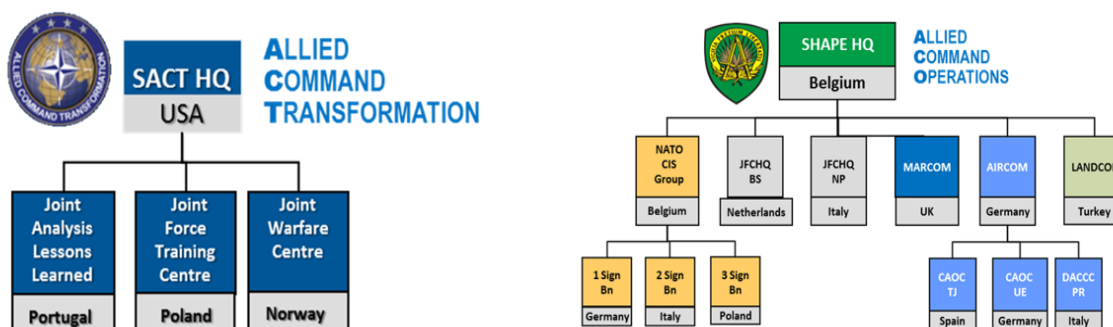 ALLIED COMMAND TRANSFORMATION
SACT HQ
USA
ALLIED
COMMAND
TRANSFORMATION
Joint
Analysis
Lessons
Learned
Portugal
Joint
Force
Training
Centre
Poland
Joint
Warfare
Centre
Norway
SHAPE HQ
Belgium
ALLIED
COMMAND
OPERATIONS
NATO
CIS
Group
Belgium
JFCHQ
BS
Netherlands
JFCHQ
NP
Italy
MARCOM
UK
AIRCOM
Germany
LANDCOM
Turkey
1 Sign
Bn
Germany
2 Sign
Bn
Italy
3 Sign
Bn
Poland
CAOC
TJ
Spain
CAOC
UE
Germany
DACCC
PR
Italy